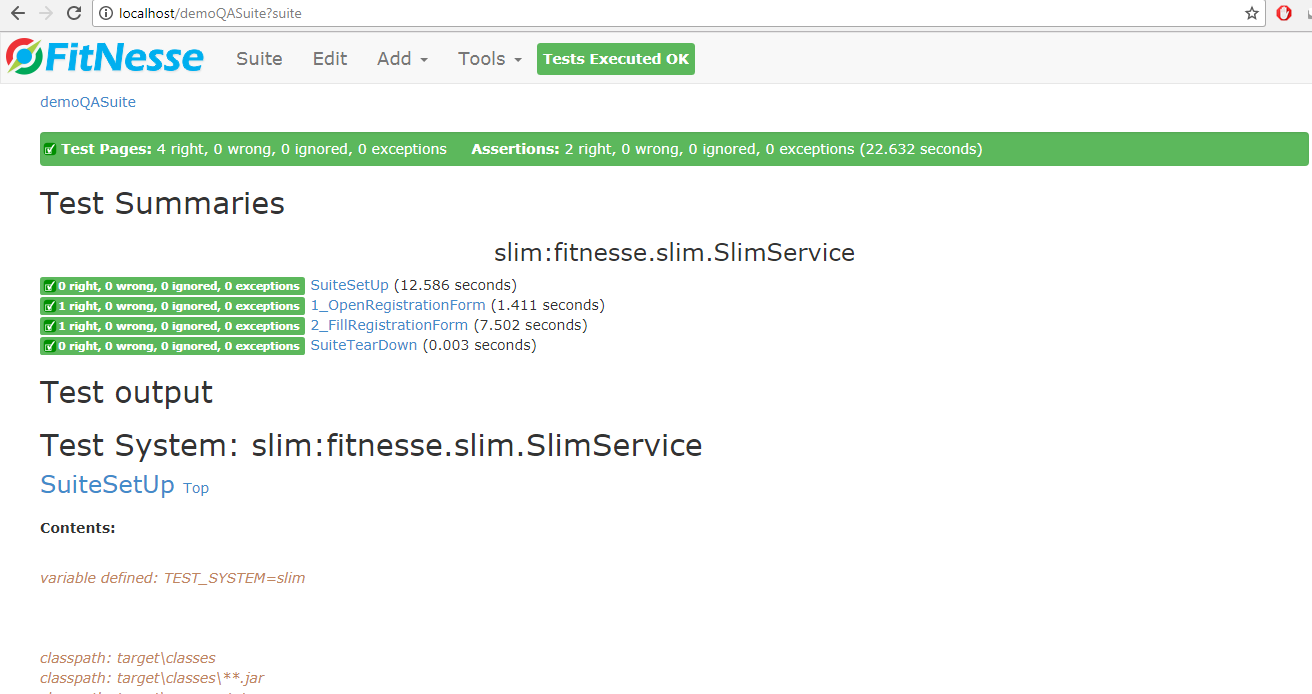 localhost/demoQASuite?suite
FitNesse Suite Edit Add Tools Tests Executed OK
demoQASuite
Test Pages: 4 right, 0 wrong, 0 ignored, 0 exceptions Assertions: 2 right, 0 wrong, 0 ignored, 0 exceptions (22.632 seconds)
Test Summaries
slim:fitnesse.slim.SlimService
0 right, 0 wrong, 0 ignored, 0 exceptions SuiteSetUp (12.586 seconds)
1 right, 0 wrong, 0 ignored, 0 exceptions 1_OpenRegistrationForm (1.411 seconds)
1 right, 0 wrong, 0 ignored, 0 exceptions 2_FillRegistrationForm (7.502 seconds)
0 right, 0 wrong, 0 ignored, 0 exceptions SuiteTearDown (0.003 seconds)
Test output
Test System: slim:fitnesse.slim.SlimService
SuiteSetUp Top
Contents:
variable defined: TEST_SYSTEM=slim
classpath: target\classes
classpath: target\classes\**.jar